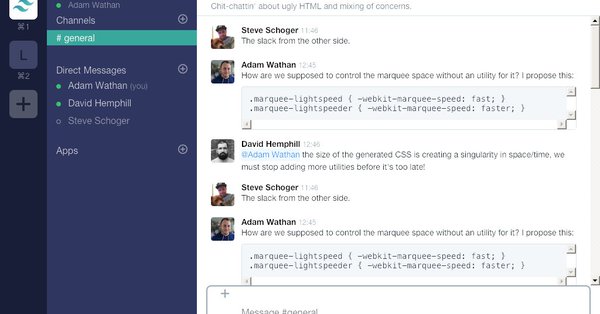 Adam Wathan
Channels
# general
Direct Messages
Adam Wathan (you)
David Hemphill
Steve Schoger
Apps
⌘1
L
⌘2
Chit-chattin' about ugly HTML and mixing of concerns.
Steve Schoger 11:46
The slack from the other side.
Adam Wathan 12:45
How are we supposed to control the marquee space without an utility for it? I propose this:
.marquee-lightspeed { -webkit-marquee-speed: fast; }
.marquee-lightspeeder { -webkit-marquee-speed: faster; }
David Hemphill 12:46
@Adam Wathan the size of the generated CSS is creating a singularity in space/time, we
must stop adding more utilities before it's too late!
Steve Schoger 11:46
The slack from the other side.
Adam Wathan 12:45
How are we supposed to control the marquee space without an utility for it? I propose this:
.marquee-lightspeed { -webkit-marquee-speed: fast; }
.marquee-lightspeeder { -webkit-marquee-speed: faster; }
Message #general